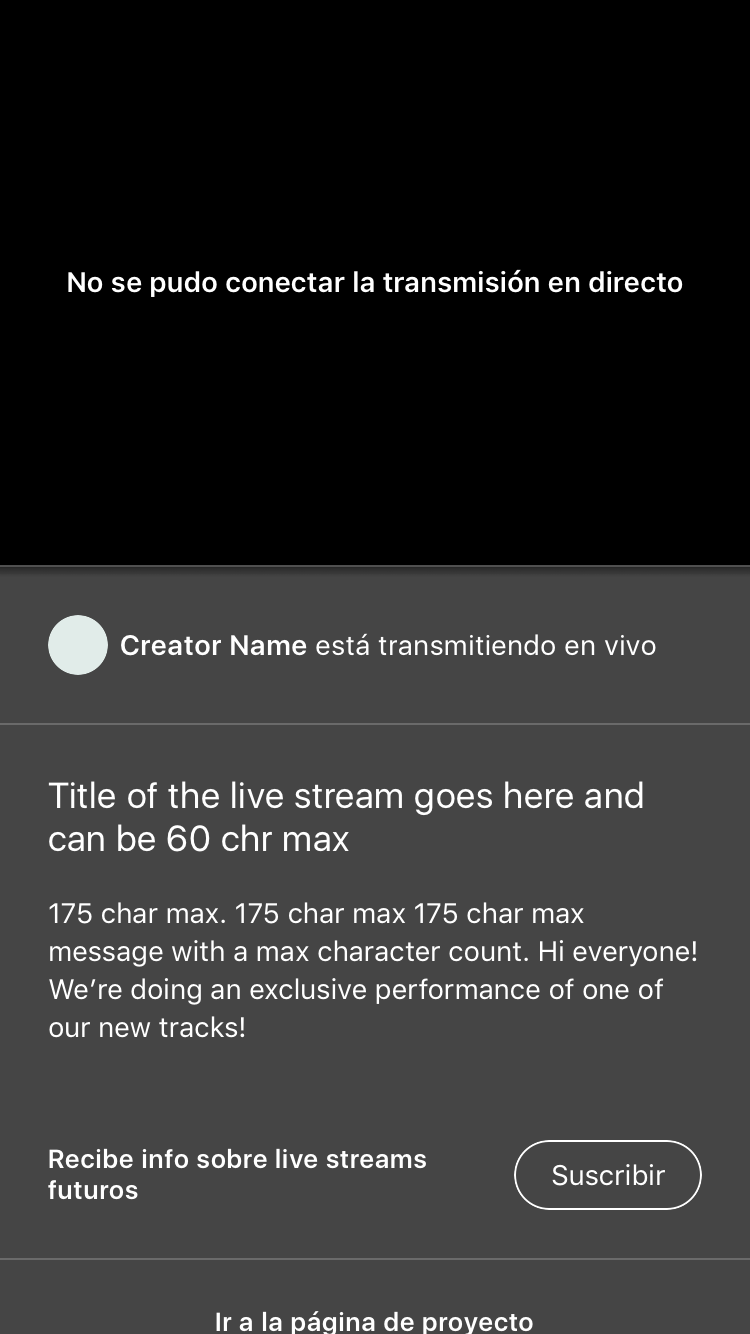 No se pudo conectar la transmisión en directo
Creator Name está transmitiendo en vivo
Title of the live stream goes here and
can be 60 chr max
175 char max. 175 char max 175 char max
message with a max character count. Hi everyone!
We’re doing an exclusive performance of one of
our new tracks!
Recibe info sobre live streams
futuros
Suscribir
Ir a la página de proyecto